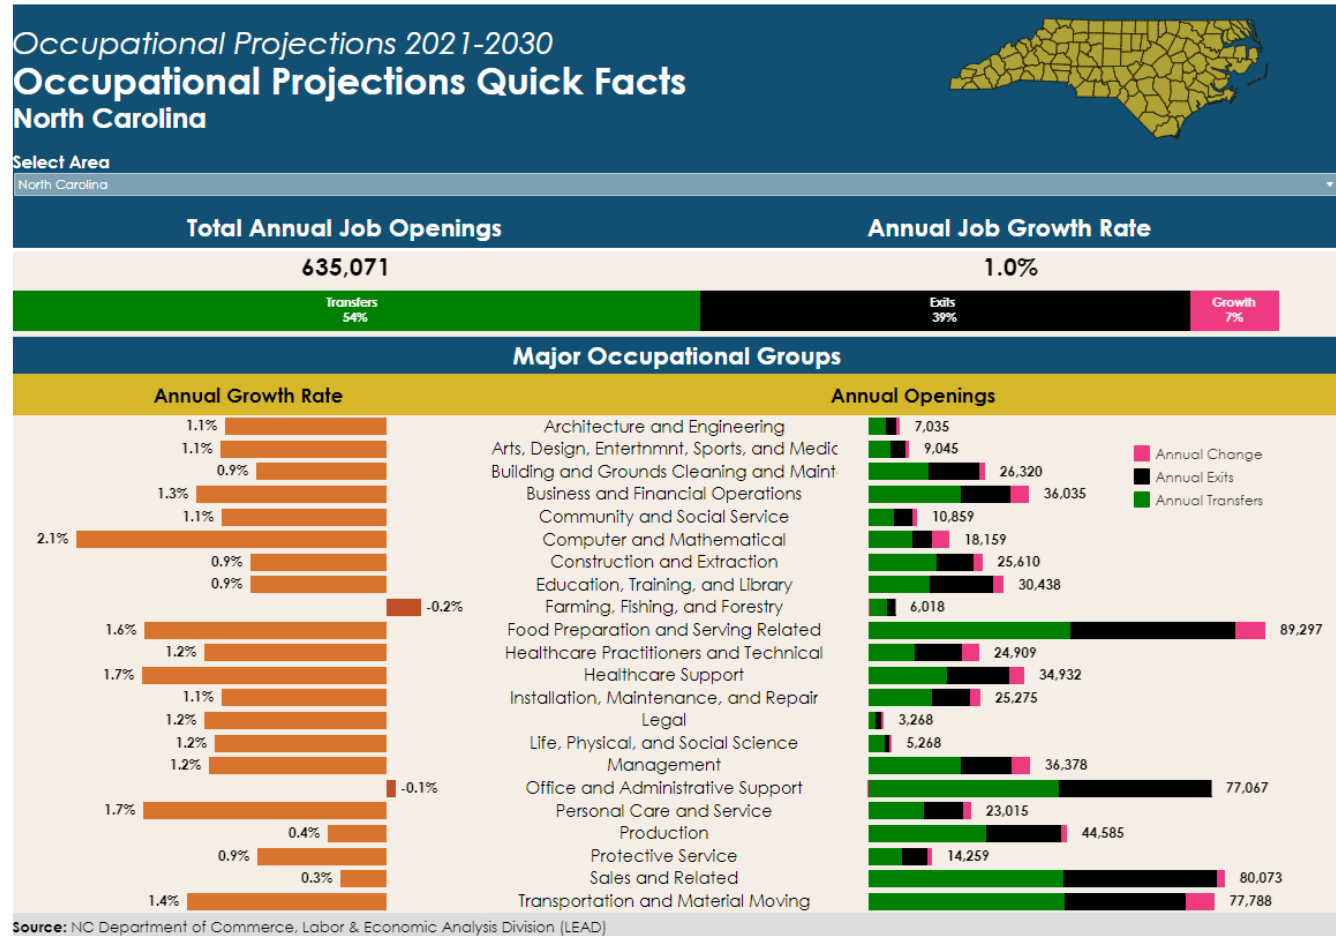 Occupational Projections 2021-2030
Occupational Projections Quick Facts
North Carolina
Select Area
North Carolina
Total Annual Job Openings Annual Job Growth Rate
635,071 1.0%
Transfers Exits Growth
54% 39% 7%
Major Occupational Groups
Annual Growth Rate Annual Openings
1.1% Architecture and Engineering 7,035
1.1% Arts, Design, Entertnmnt, Sports, and Medic 9,045
Annual Change
0.9% Building and Grounds Cleaning and Maint 26,320
Annual Exits
1.3% Business and Financial Operations 36,035
Annual Transfers
1.1% Community and Social Service 10,859
2.1% Computer and Mathematical 18,159
0.9% Construction and Extraction 25,610
0.9% Education, Training, and Library 30,438
-0.2% Farming, Fishing, and Forestry 6,018
1.6% Food Preparation and Serving Related 89,297
1.2% Healthcare Practitioners and Technical 24,909
1.7% Healthcare Support 34,932
1.1% Installation, Maintenance, and Repair 25,275
1.2% Legal 3,268
1.2% Life, Physical, and Social Science 5,268
1.2% Management 36,378
-0.1% Office and Administrative Support 77,067
1.7% Personal Care and Service 23,015
0.4% Production 44,585
0.9% Protective Service 14,259
0.3% Sales and Related 80,073
1.4% Transportation and Material Moving 77,788
Source: NC Department of Commerce, Labor & Economic Analysis Division (LEAD)